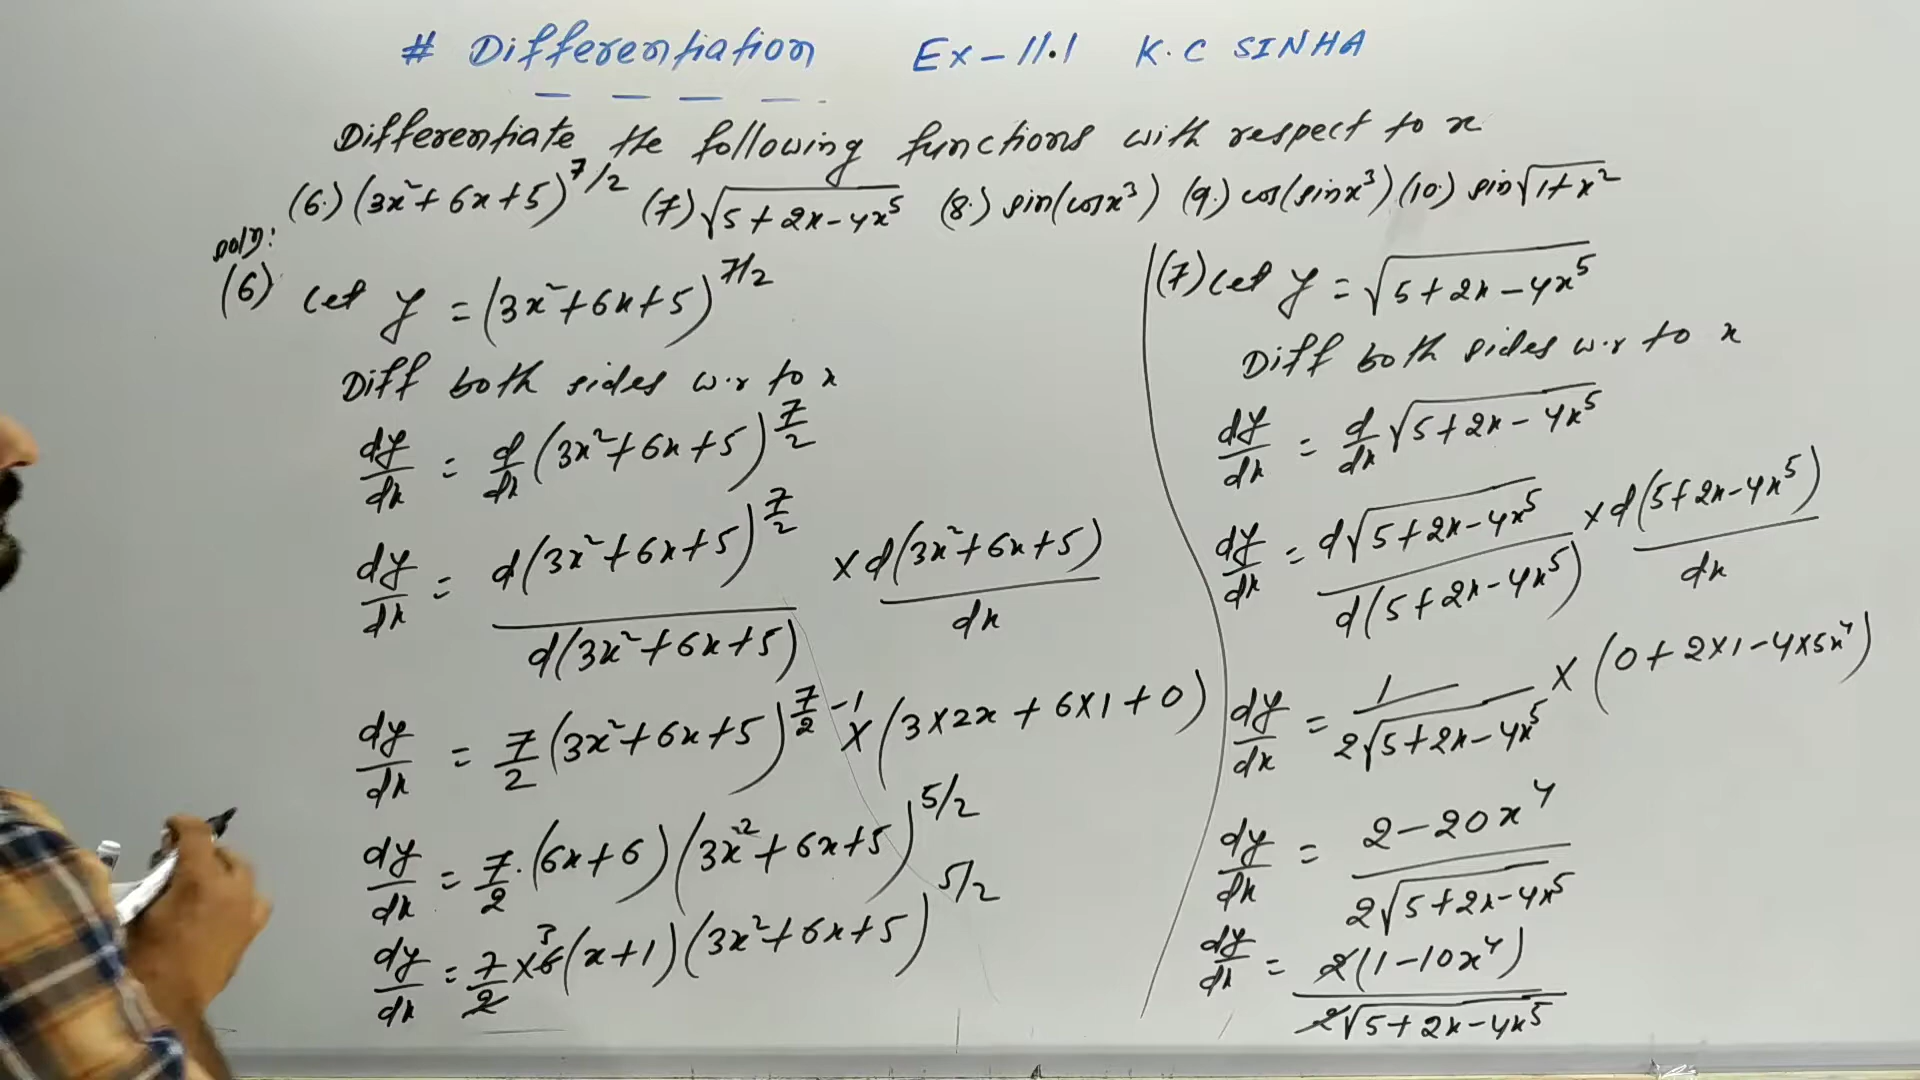 # Differentiation Ex-11.1 K.C SINHA
Differentiate the following functions with respect to x
(6.) (3x²+6x+5)^7/2 (7.) √(5+2x-4x⁵) (8.) sin(cosx³) (9.) cos(sinx³) (10.) sin√(1+x²)
soln:
(6) Let y = (3x²+6x+5)^7/2
Diff both sides w.r to x
dy/dx = d/dx (3x²+6x+5)^7/2
dy/dx = d(3x²+6x+5)^7/2 / d(3x²+6x+5) × d(3x²+6x+5)/dx
dy/dx = 7/2 (3x²+6x+5)^(7/2 -1) × (3×2x + 6×1+0)
dy/dx = 7/2 . (6x+6) (3x²+6x+5)^5/2
dy/dx = 7/2 × 6 3 (x+1) (3x²+6x+5)^5/2
(7) Let y = √(5+2x-4x⁵)
Diff both sides w.r to x
dy/dx = d/dx √(5+2x-4x⁵)
dy/dx = d√(5+2x-4x⁵) / d(5+2x-4x⁵) × d(5+2x-4x⁵)/dx
dy/dx = 1 / 2√(5+2x-4x⁵) × (0+2×1-4×5x⁴)
dy/dx = 2-20x⁴ / 2√(5+2x-4x⁵)
dy/dx = 2(1-10x⁴) / 2√(5+2x-4x⁵)